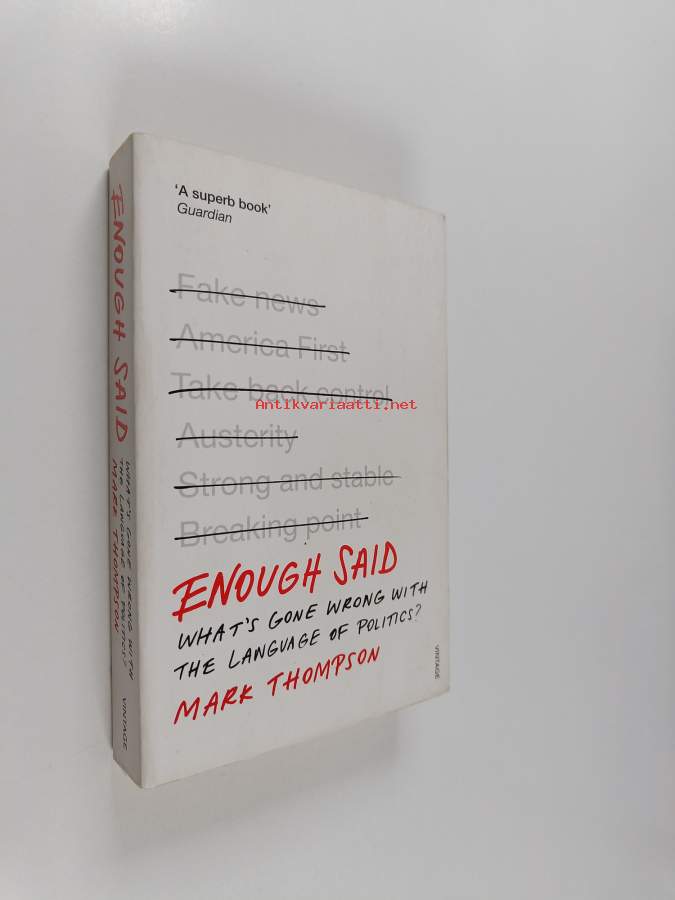 'A superb book'
Guardian
Fake news
America First
Take back control
Antikvariaatti.net
Austerity
Strong and stable
Breaking point
ENOUGH SAID
WHAT'S GONE WRONG WITH
THE LANGUAGE OF POLITICS?
MARK THOMPSON
VINTAGE
ENOUGH SAID
WHAT'S GONE WRONG WITH
THE LANGUAGE OF POLITICS?
MARK THOMPSON
VINTAGE